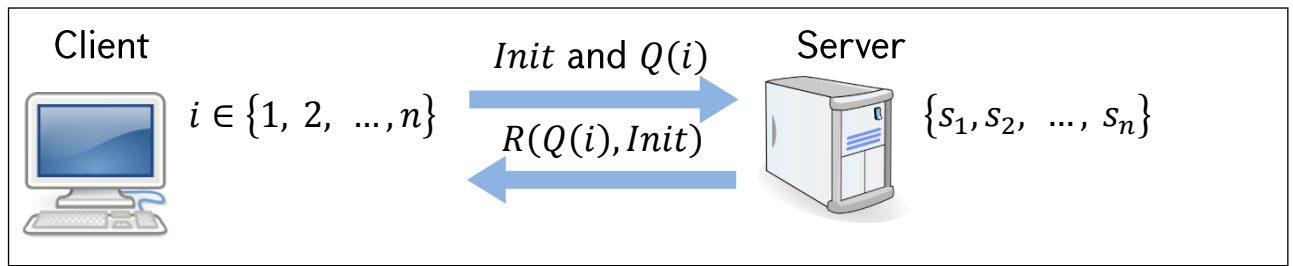 Client
Init and Q(i)
Server
i ∈ {1, 2, …, n}
{s₁, s₂, …, sₙ}
R(Q(i), Init)